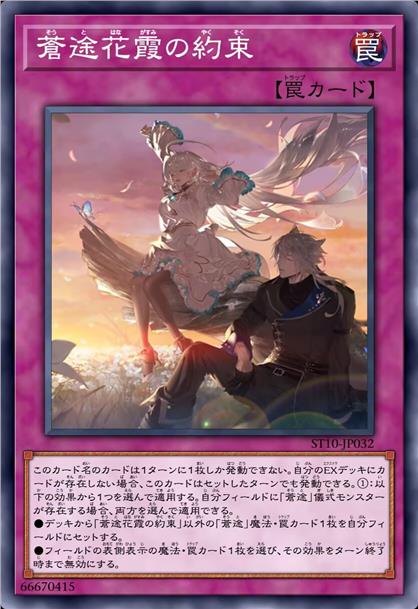 蒼途花霞の約束
罠
【罠カード】
ST10-JP032
このカード名のカードは1ターンに1枚しか発動できない。自分のEXデッキにカ
ードが存在しない場合、このカードはセットしたターンでも発動できる。①：以
下の効果から1つを選んで適用する。自分フィールドに「蒼途」儀式モンスター
が存在する場合、両方を選んで適用できる。
●デッキから「蒼途花霞の約束」以外の「蒼途」魔法・罠カード1枚を自分フィ
ールドにセットする。
●フィールドの表側表示の魔法・罠カード1枚を選び、その効果をターン終了
時まで無効にする。
66670415